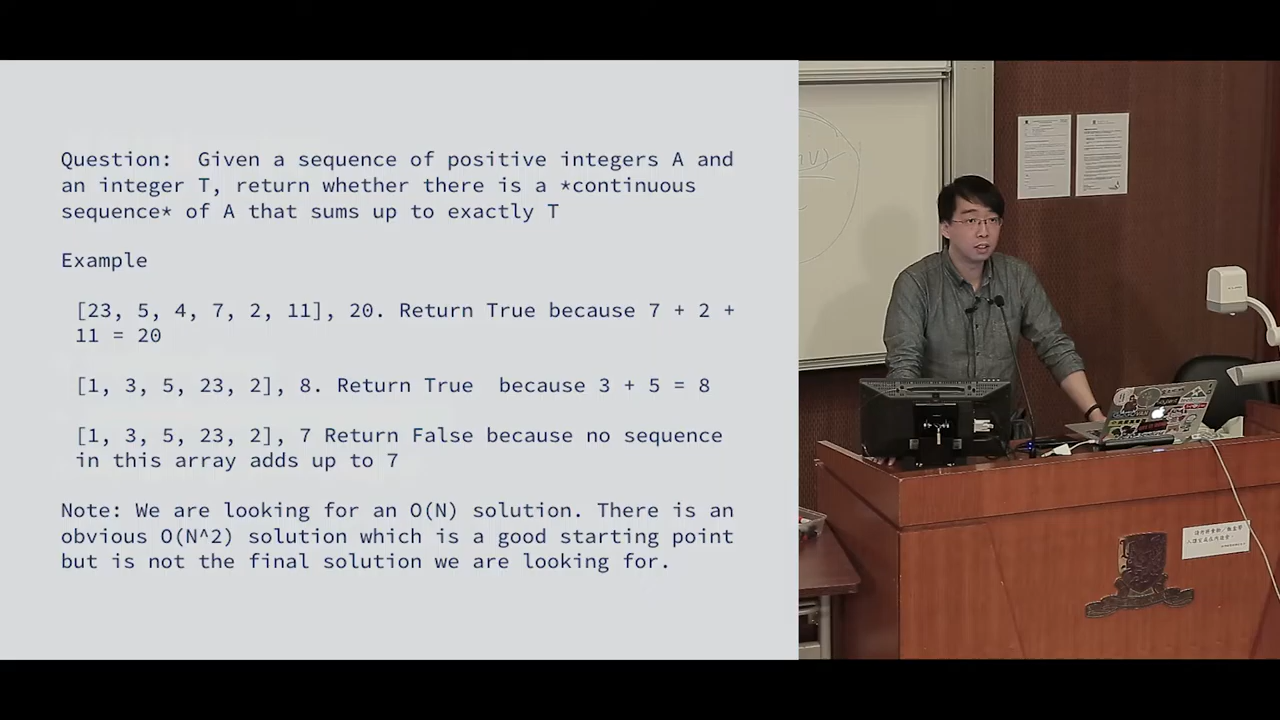 Question:  Given a sequence of positive integers A and
an integer T, return whether there is a *continuous
sequence* of A that sums up to exactly T
Example
[23, 5, 4, 7, 2, 11], 20. Return True because 7 + 2 +
11 = 20
[1, 3, 5, 23, 2], 8. Return True  because 3 + 5 = 8
[1, 3, 5, 23, 2], 7 Return False because no sequence
in this array adds up to 7
Note: We are looking for an O(N) solution. There is an
obvious O(N^2) solution which is a good starting point
but is not the final solution we are looking for.